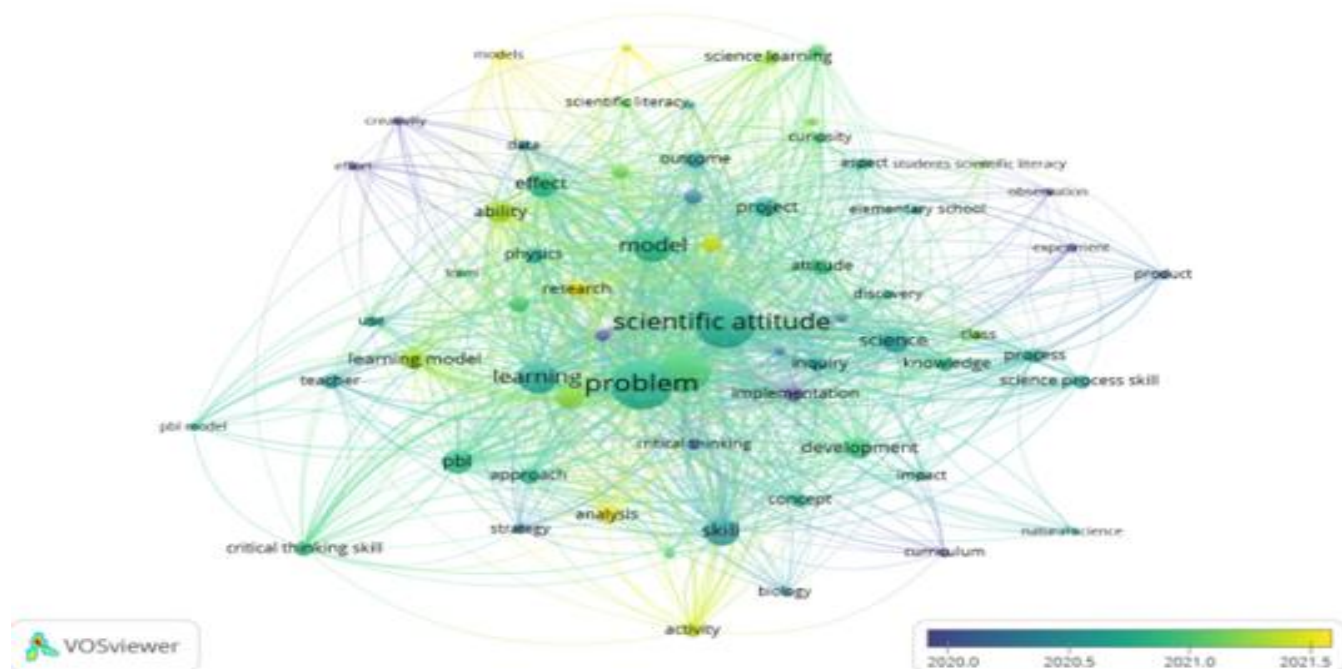 models
science learning
scientific literacy
creativity
curiosity
data
outcome
effort
effect
aspect
students scientific literacy
observation
ability
project
elementary school
model
experiment
physics
attitude
product
research
discovery
use
scientific attitude
science
class
learning model
inquiry
knowledge
process
teacher
learning
problem
science process skill
implementation
pbl model
critical thinking
development
pbl
approach
impact
concept
analysis
strategy
skill
natural science
critical thinking skill
curriculum
biology
activity
VOSviewer
2020.0 2020.5 2021.0 2021.5